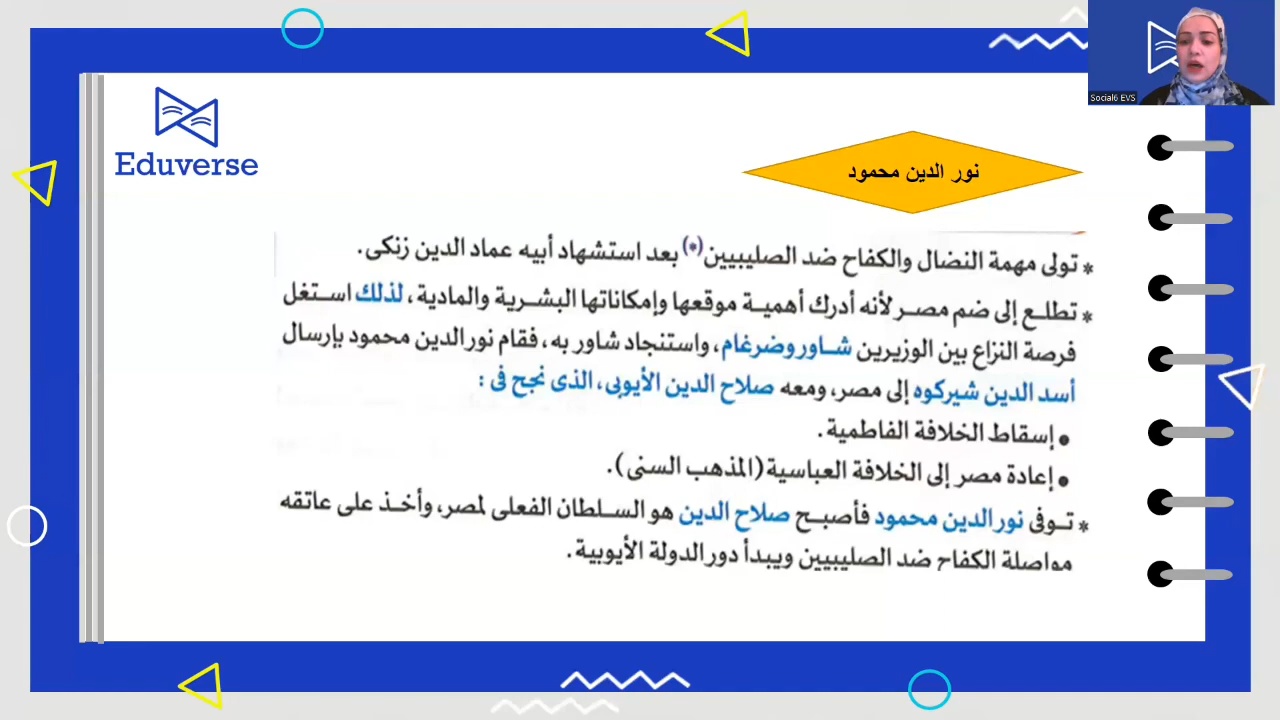 Social6 EVS
Eduverse
نور الدين محمود
* تولى مهمة النضال والكفاح ضد الصليبيين(*) بعد استشهاد أبيه عماد الدين زنكى.
* تطلع إلى ضم مصر لأنه أدرك أهمية موقعها وإمكاناتها البشرية والمادية، لذلك استغل
فرصة النزاع بين الوزيرين شاور وضرغام، واستنجاد شاور به، فقام نور الدين محمود بإرسال
أسد الدين شيركوه إلى مصر، ومعه صلاح الدين الأيوبى، الذى نجح فى :
• إسقاط الخلافة الفاطمية.
• إعادة مصر إلى الخلافة العباسية (المذهب السنى).
* توفى نور الدين محمود فأصبح صلاح الدين هو السلطان الفعلى لمصر، وأخذ على عاتقه
مواصلة الكفاح ضد الصليبيين ويبدأ دور الدولة الأيوبية.